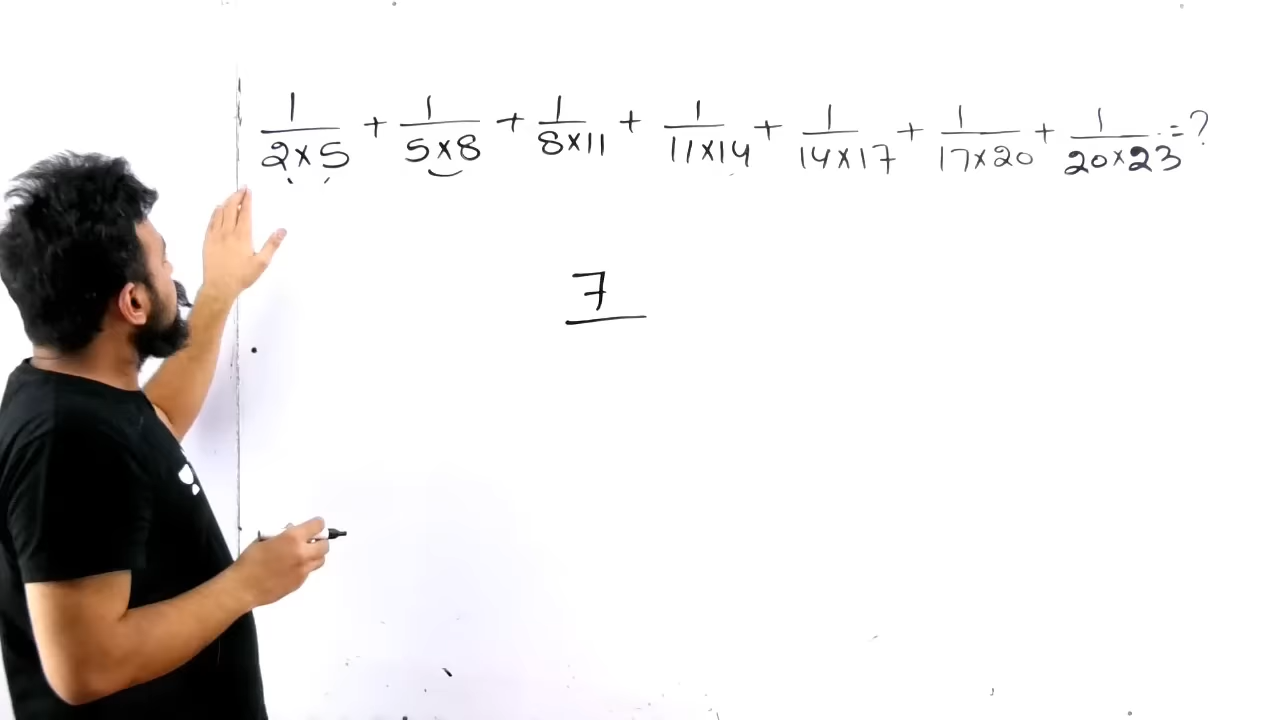 1/(2×5) + 1/(5×8) + 1/(8×11) + 1/(11×14) + 1/(14×17) + 1/(17×20) + 1/(20×23) = ?
7